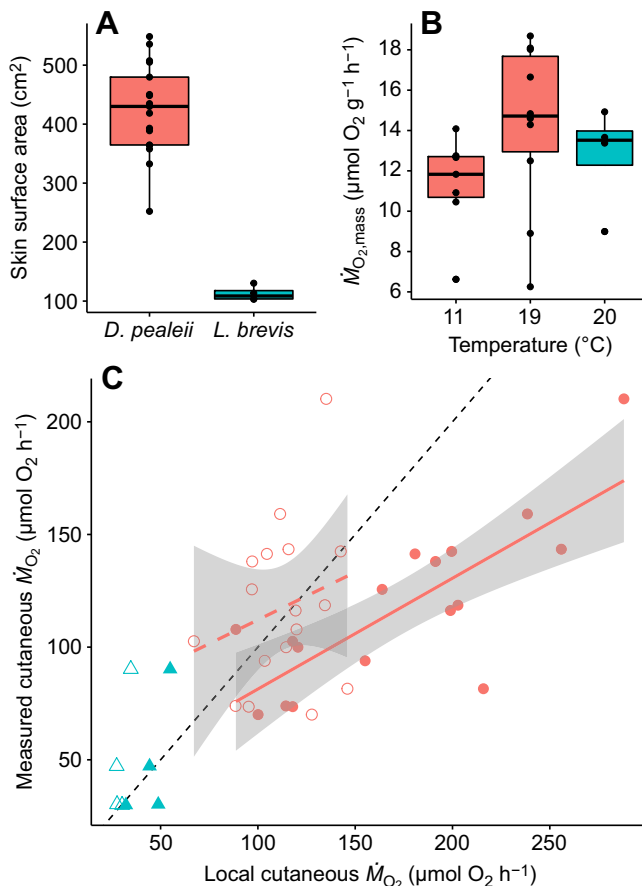 A
Skin surface area (cm²)
500
400
300
200
100
D. pealeii
L. brevis
B
ṀO₂,mass (µmol O₂ g⁻¹ h⁻¹)
18
16
14
12
10
8
6
11
19
20
Temperature (°C)
C
Measured cutaneous ṀO₂ (µmol O₂ h⁻¹)
200
150
100
50
50
100
150
200
250
Local cutaneous ṀO₂ (µmol O₂ h⁻¹)